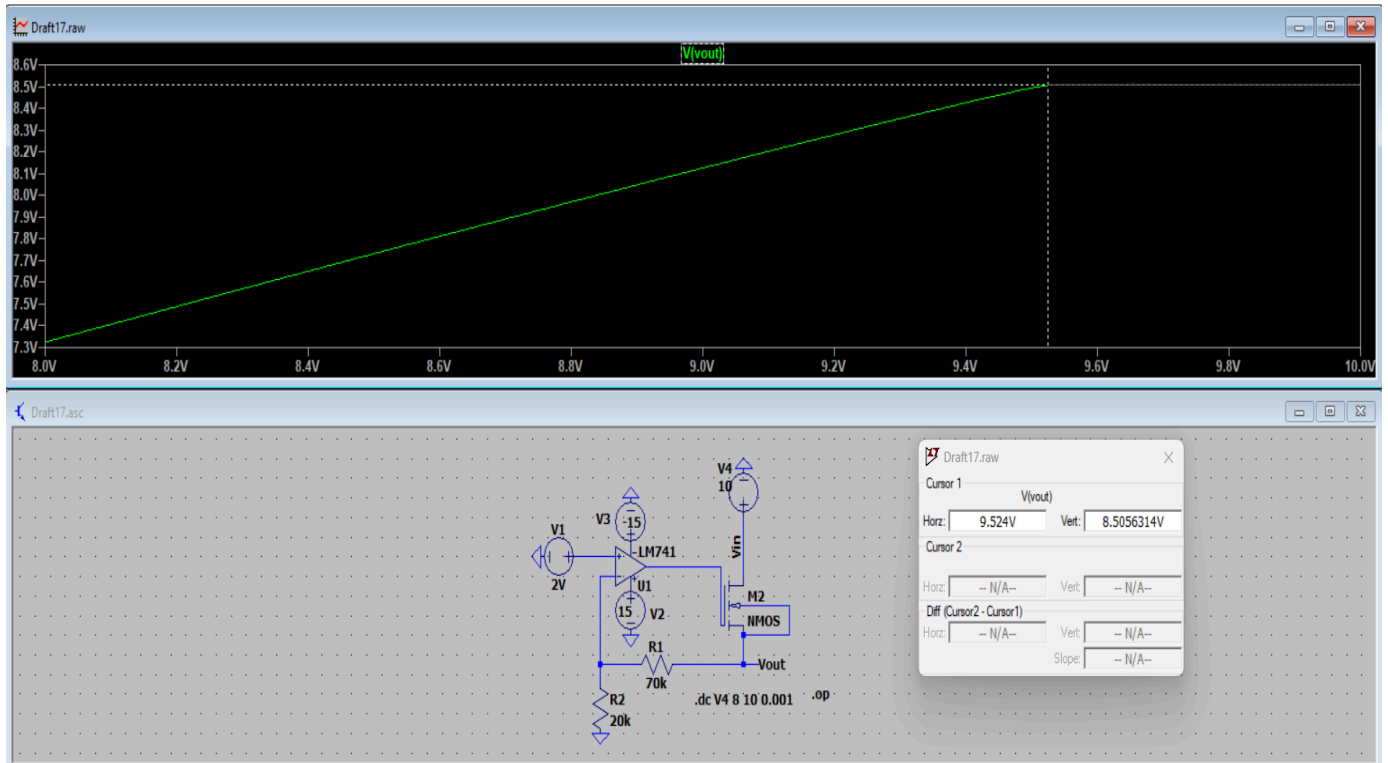 Draft17.raw
V(vout)
8.6V
8.5V
8.4V
8.3V
8.2V
8.1V
8.0V
7.9V
7.8V
7.7V
7.6V
7.5V
7.4V
7.3V
8.0V 8.2V 8.4V 8.6V 8.8V 9.0V 9.2V 9.4V 9.6V 9.8V 10.0V
Draft17.asc
V4
10
V3 -15
V1
2V
LM741
U1
15 V2
Vin
M2
NMOS
R1
70k
Vout
R2
20k
.dc V4 8 10 0.001
.op
Draft17.raw
Cursor 1
V(vout)
Horz: 9.524V Vert: 8.5056314V
Cursor 2
Horz: -- N/A-- Vert: -- N/A--
Diff (Cursor2 - Cursor1)
Horz: -- N/A-- Vert: -- N/A--
Slope: -- N/A--